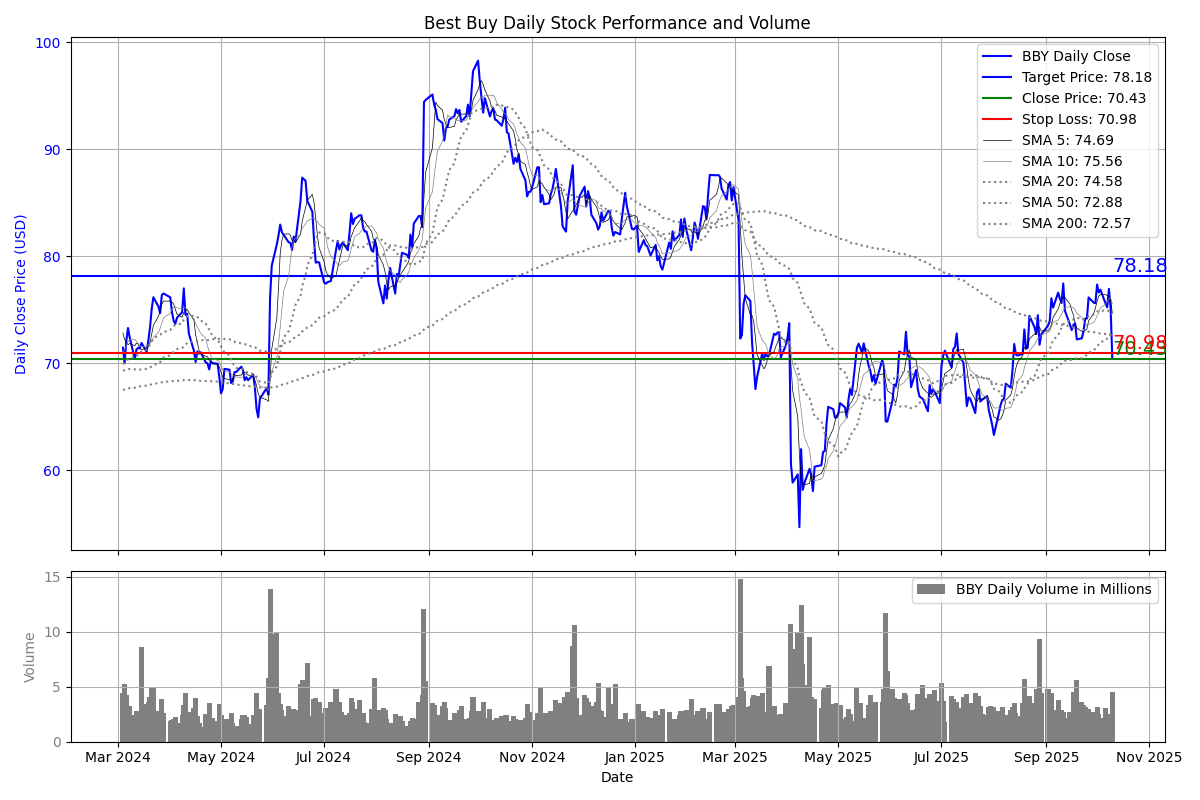 Best Buy Daily Stock Performance and Volume
100
90
80
70
60
Daily Close Price (USD)
BBY Daily Close
Target Price: 78.18
Close Price: 70.43
Stop Loss: 70.98
SMA 5: 74.69
SMA 10: 75.56
SMA 20: 74.58
SMA 50: 72.88
SMA 200: 72.57
78.18
70.98
70.43
15
10
5
0
Volume
BBY Daily Volume in Millions
Mar 2024 May 2024 Jul 2024 Sep 2024 Nov 2024 Jan 2025 Mar 2025 May 2025 Jul 2025 Sep 2025 Nov 2025
Date